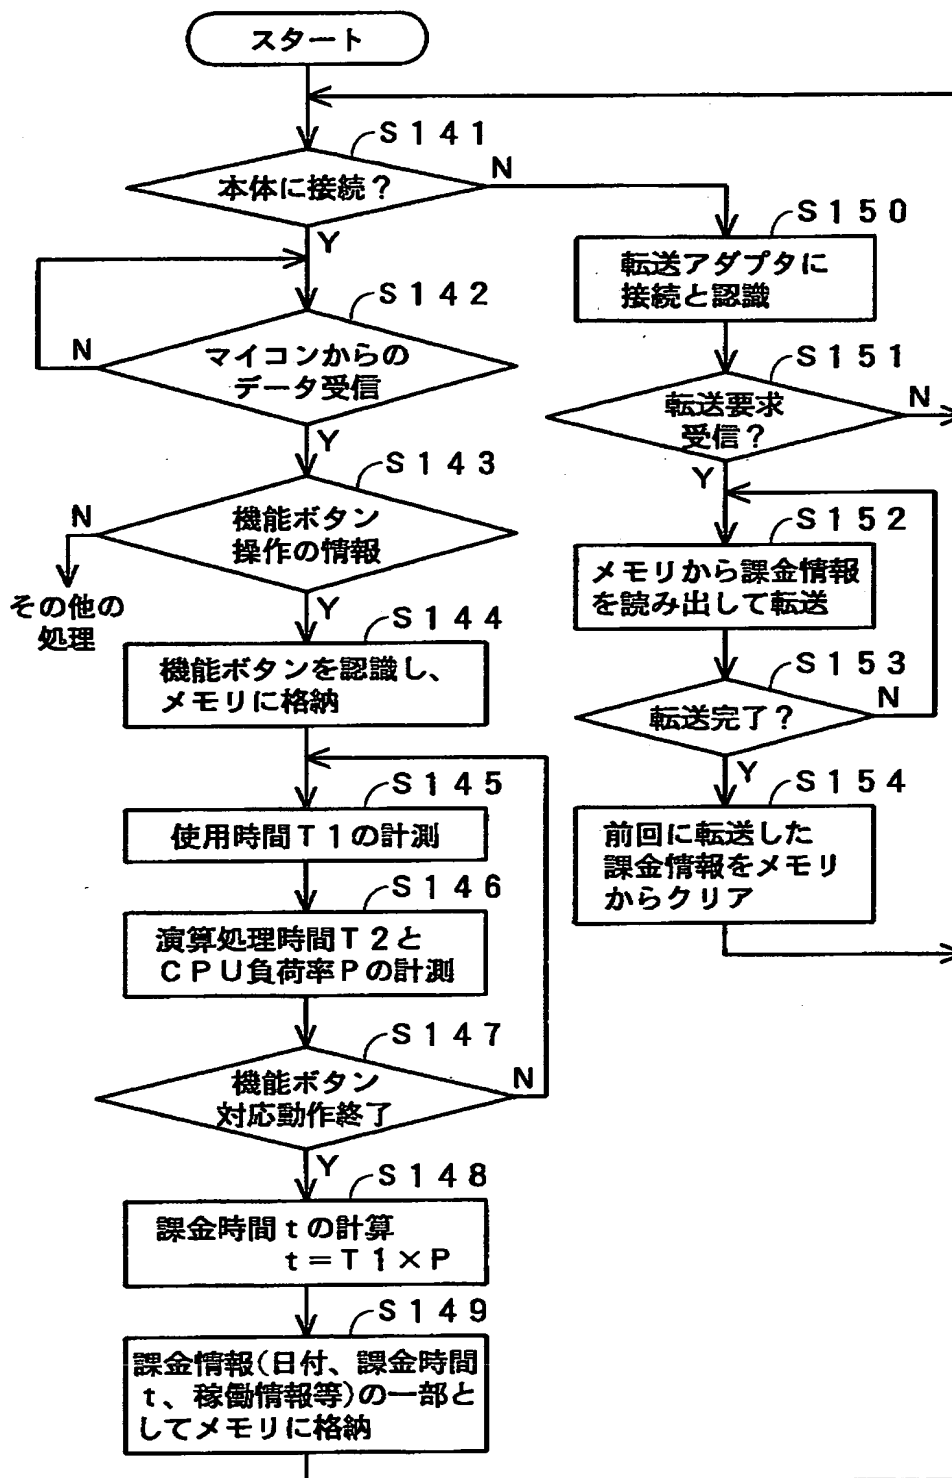 スタート
S141
本体に接続?
N
Y
S142
マイコンからの
データ受信
N
Y
S143
機能ボタン
操作の情報
N
その他の
処理
Y
S144
機能ボタンを認識し、
メモリに格納
S145
使用時間T1の計測
S146
演算処理時間T2と
CPU負荷率Pの計測
S147
機能ボタン
対応動作終了
N
Y
S148
課金時間tの計算
t=T1×P
S149
課金情報(日付、課金時間
t、稼働情報等)の一部と
してメモリに格納
S150
転送アダプタに
接続と認識
S151
転送要求
受信?
N
Y
S152
メモリから課金情報
を読み出して転送
S153
転送完了?
N
Y
S154
前回に転送した
課金情報をメモリ
からクリア